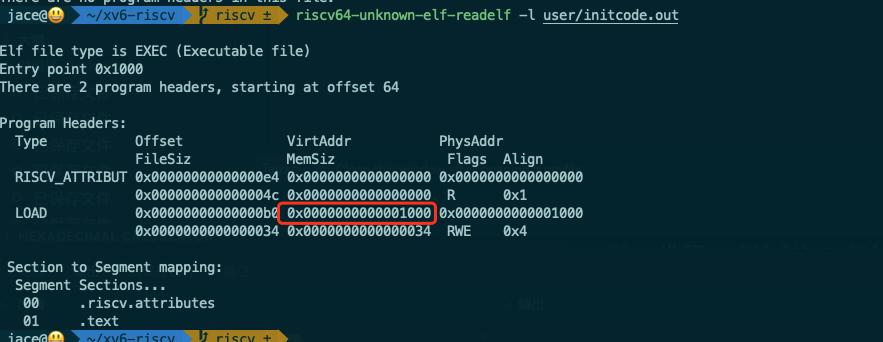 There are no program headers in this file.
jace@😃 ~/xv6-riscv riscv ± riscv64-unknown-elf-readelf -l user/initcode.out
Elf file type is EXEC (Executable file)
Entry point 0x1000
There are 2 program headers, starting at offset 64
Program Headers:
Type Offset VirtAddr PhysAddr
FileSiz MemSiz Flags Align
RISCV_ATTRIBUT 0x00000000000000e4 0x0000000000000000 0x0000000000000000
0x000000000000004c 0x0000000000000000 R 0x1
LOAD 0x00000000000000b0 0x0000000000001000 0x0000000000001000
0x0000000000000034 0x0000000000000034 RWE 0x4
Section to Segment mapping:
Segment Sections...
00 .riscv.attributes
01 .text
jace@😃 ~/xv6-riscv riscv ±